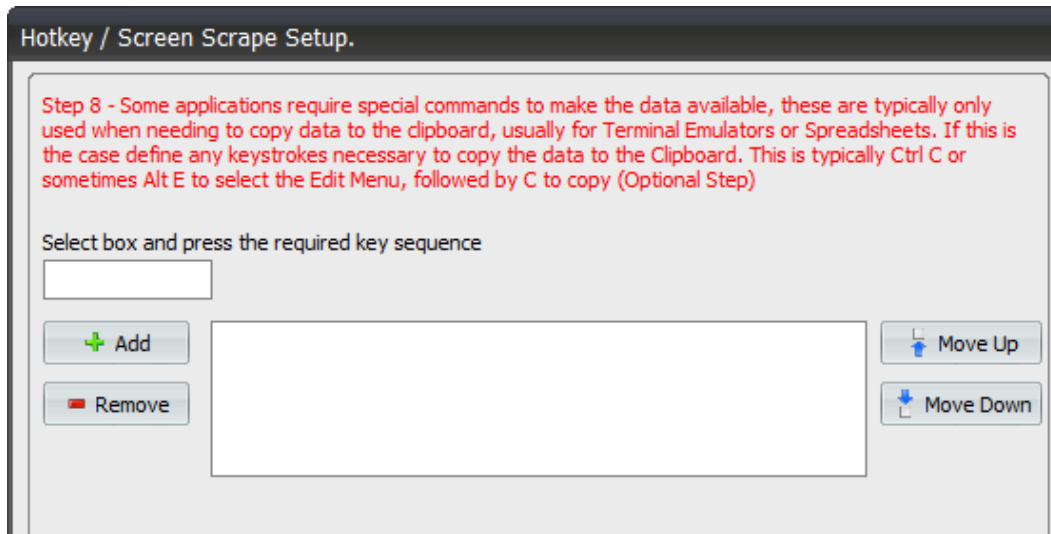 Hotkey / Screen Scrape Setup.
Step 8 - Some applications require special commands to make the data available, these are typically only
used when needing to copy data to the clipboard, usually for Terminal Emulators or Spreadsheets. If this is
the case define any keystrokes necessary to copy the data to the Clipboard. This is typically Ctrl C or
sometimes Alt E to select the Edit Menu, followed by C to copy (Optional Step)
Select box and press the required key sequence
Add
Move Up
Remove
Move Down